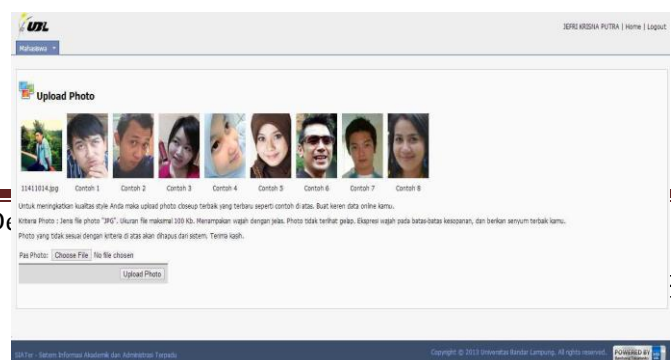 UBL
JEFRI KRISNA PUTRA | Home | Logout
Mahasiswa
Upload Photo
11411014.jpg Contoh 1 Contoh 2 Contoh 3 Contoh 4 Contoh 5 Contoh 6 Contoh 7 Contoh 8
Untuk meningkatkan kualitas style Anda maka upload photo closeup terbaik yang terbaru seperti contoh di atas. Buat keren data online kamu.
Kriteria Photo : Jenis file photo "JPG". Ukuran file maksimal 100 Kb. Menampakan wajah dengan jelas. Photo tidak terlihat gelap. Ekspresi wajah pada batas-batas kesopanan, dan berikan senyum terbaik kamu.
Photo yang tidak sesuai dengan kriteria di atas akan dihapus dari sistem. Terima kasih.
Pas Photo: Choose File No file chosen
Upload Photo
SIATer - Sistem Informasi Akademik dan Administrasi Terpadu
Copyright © 2013 Universitas Bandar Lampung. All rights reserved.
POWERED BY